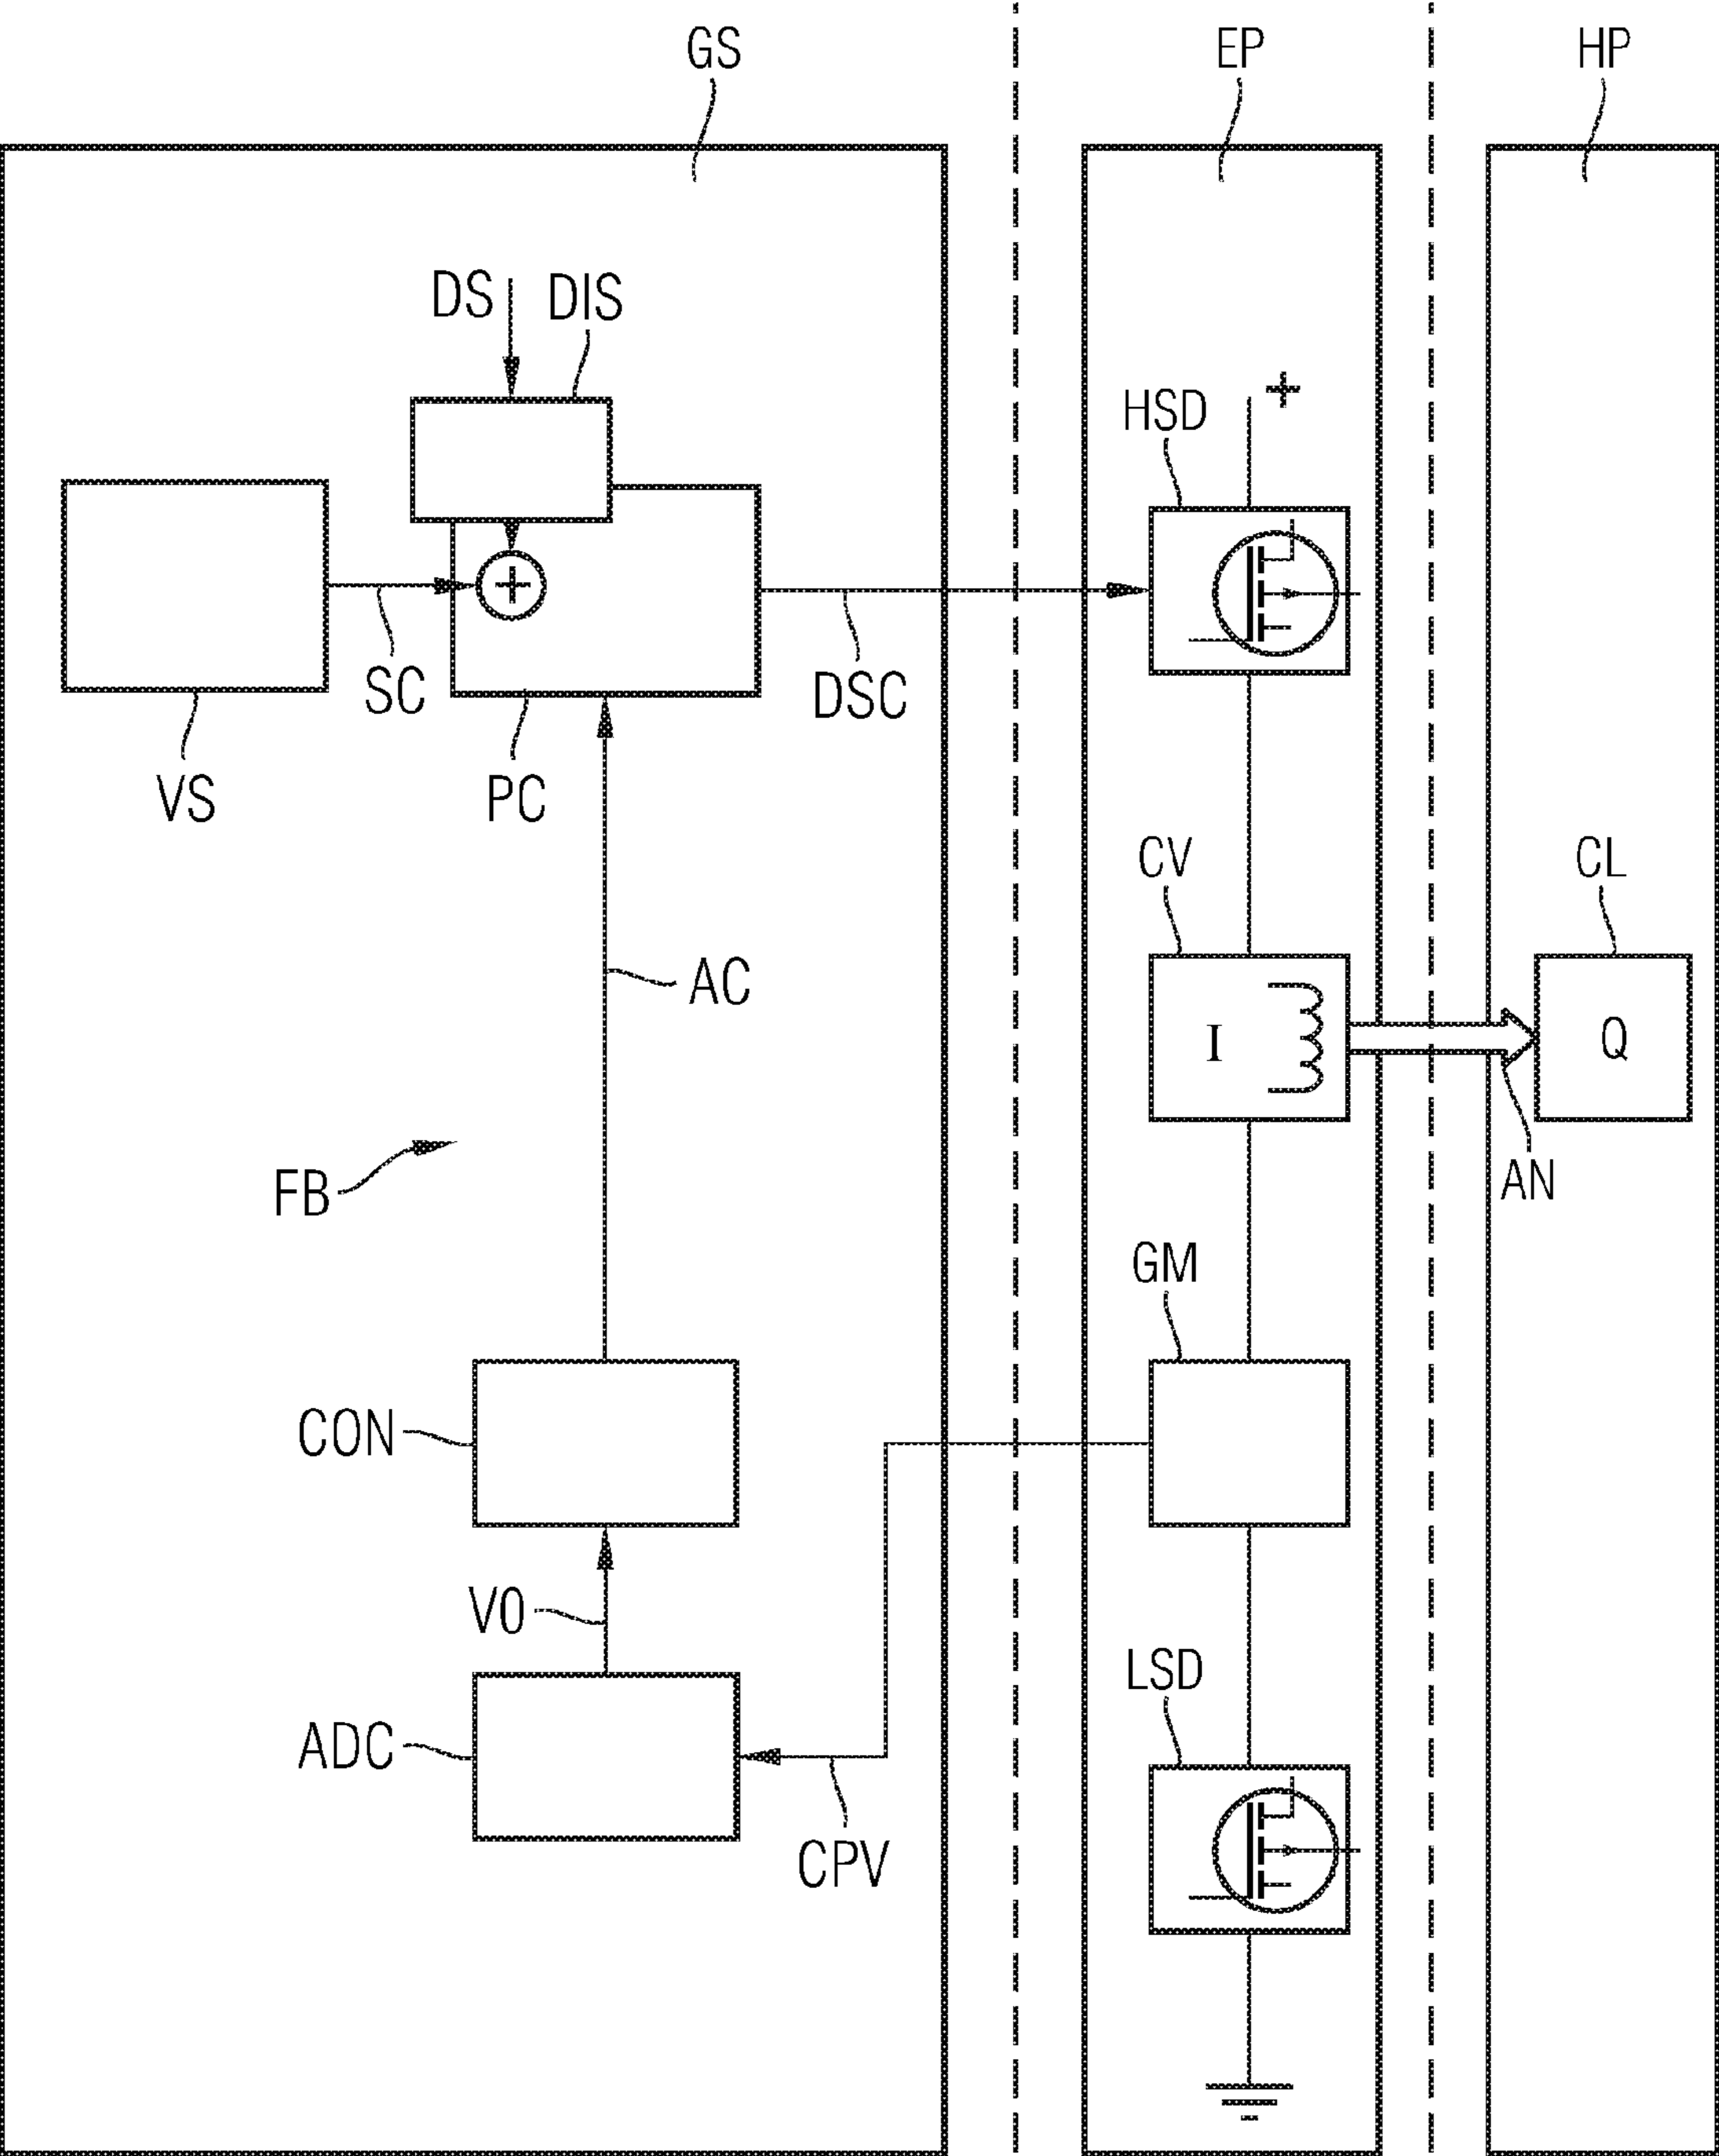 GS EP HP
DS DIS
+
HSD
+
SC DSC
VS PC
CV CL
AC
I Q
FB AN
GM
CON
V0
LSD
ADC
CPV